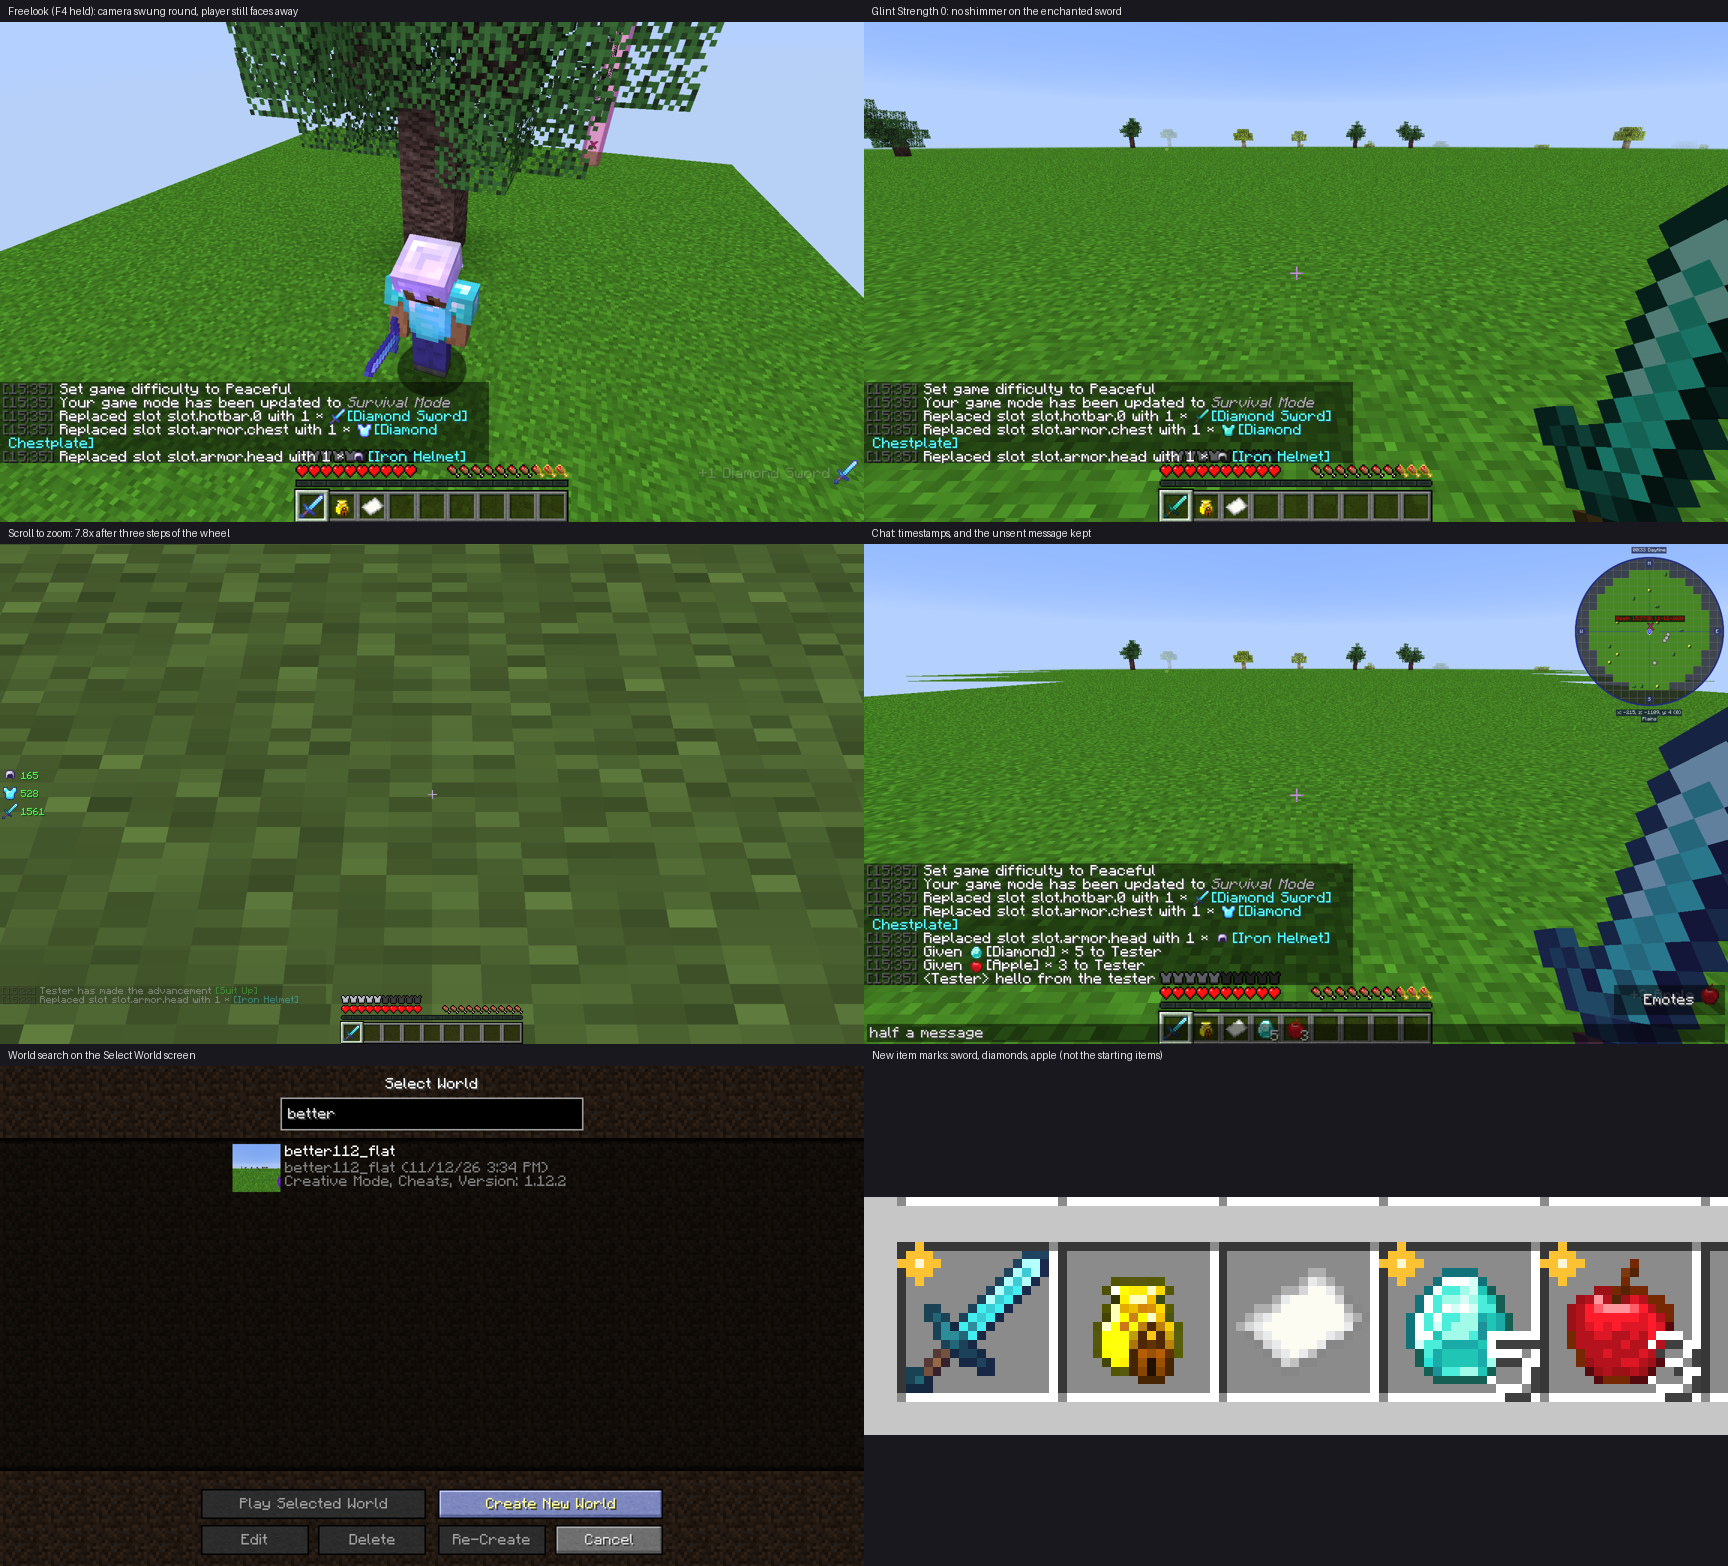 Freelook (F4 held): camera swung round, player still faces away
[15:35] Set game difficulty to Peaceful
[15:35] Your game mode has been updated to Survival Mode
[15:35] Replaced slot slot.hotbar.0 with 1 × [Diamond Sword]
[15:35] Replaced slot slot.armor.chest with 1 × [Diamond
Chestplate]
[15:35] Replaced slot slot.armor.head with 1 × [Iron Helmet]
+1 Diamond Sword
Glint Strength 0: no shimmer on the enchanted sword
[15:35] Set game difficulty to Peaceful
[15:35] Your game mode has been updated to Survival Mode
[15:35] Replaced slot slot.hotbar.0 with 1 × [Diamond Sword]
[15:35] Replaced slot slot.armor.chest with 1 × [Diamond
Chestplate]
[15:35] Replaced slot slot.armor.head with 1 × [Iron Helmet]
Scroll to zoom: 7.8x after three steps of the wheel
165
528
1561
Tester has made the advancement [Suit Up]
Replaced slot slot.armor.head with 1 × [Iron Helmet]
Chat: timestamps, and the unsent message kept
N
W
E
S
Plains
[15:35] Set game difficulty to Peaceful
[15:35] Your game mode has been updated to Survival Mode
[15:35] Replaced slot slot.hotbar.0 with 1 × [Diamond Sword]
[15:35] Replaced slot slot.armor.chest with 1 × [Diamond
Chestplate]
[15:35] Replaced slot slot.armor.head with 1 × [Iron Helmet]
[15:35] Given [Diamond] × 5 to Tester
[15:35] Given [Apple] × 3 to Tester
[15:35] <Tester> hello from the tester
Emotes
half a message
5
3
World search on the Select World screen
Select World
better
better112_flat
better112_flat (11/12/26 3:34 PM)
Creative Mode, Cheats, Version: 1.12.2
Play Selected World
Create New World
Edit
Delete
Re-Create
Cancel
New item marks: sword, diamonds, apple (not the starting items)